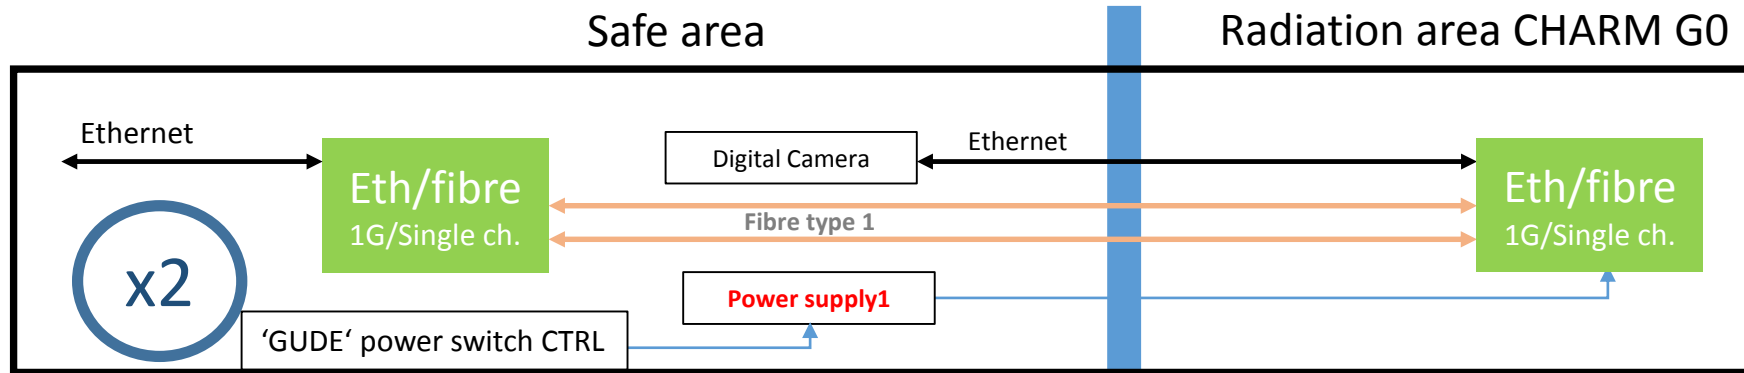 Safe area
Radiation area CHARM G0
Ethernet
Eth/fibre
1G/Single ch.
Digital Camera
Ethernet
Fibre type 1
Eth/fibre
1G/Single ch.
x2
Power supply1
‘GUDE‘ power switch CTRL